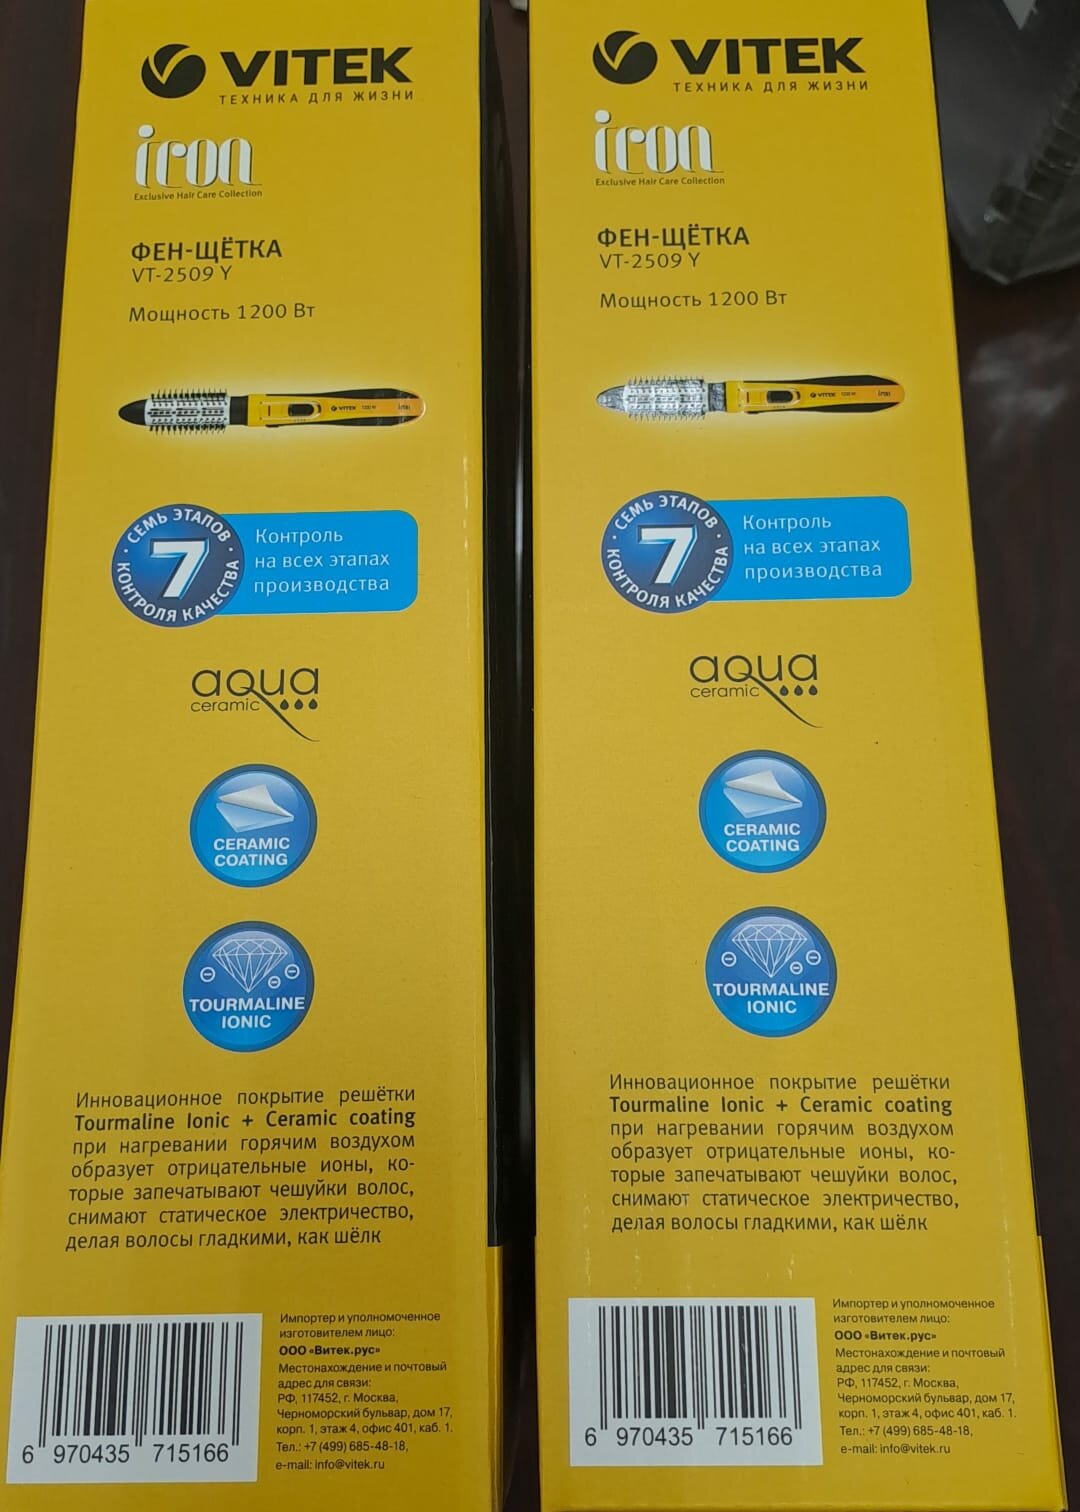 VITEK
ТЕХНИКА ДЛЯ ЖИЗНИ
iron
Exclusive Hair Care Collection
ФЕН-ЩЁТКА
VT-2509 Y
Мощность 1200 Вт
VITEK 1200 W iron
СЕМЬ ЭТАПОВ
7
КОНТРОЛЯ КАЧЕСТВА
Контроль
на всех этапах
производства
aqua
ceramic
CERAMIC
COATING
TOURMALINE
IONIC
Инновационное покрытие решётки
Tourmaline Ionic + Ceramic coating
при нагревании горячим воздухом
образует отрицательные ионы, ко-
торые запечатывают чешуйки волос,
снимают статическое электричество,
делая волосы гладкими, как шёлк
6 970435 715166
Импортер и уполномоченное
изготовителем лицо:
ООО «Витек.рус»
Местонахождение и почтовый
адрес для связи:
РФ, 117452, г. Москва,
Черноморский бульвар, дом 17,
корп. 1, этаж 4, офис 401, каб. 1.
Тел.: +7 (499) 685-48-18,
e-mail: info@vitek.ru
VITEK
ТЕХНИКА ДЛЯ ЖИЗНИ
iron
Exclusive Hair Care Collection
ФЕН-ЩЁТКА
VT-2509 Y
Мощность 1200 Вт
VITEK 1200 W iron
СЕМЬ ЭТАПОВ
7
КОНТРОЛЯ КАЧЕСТВА
Контроль
на всех этапах
производства
aqua
ceramic
CERAMIC
COATING
TOURMALINE
IONIC
Инновационное покрытие решётки
Tourmaline Ionic + Ceramic coating
при нагревании горячим воздухом
образует отрицательные ионы, ко-
торые запечатывают чешуйки волос,
снимают статическое электричество,
делая волосы гладкими, как шёлк
6 970435 715166
Импортер и уполномоченное
изготовителем лицо:
ООО «Витек.рус»
Местонахождение и почтовый
адрес для связи:
РФ, 117452, г. Москва,
Черноморский бульвар, дом 17,
корп. 1, этаж 4, офис 401, каб. 1.
Тел.: +7 (499) 685-48-18,
e-mail: info@vitek.ru